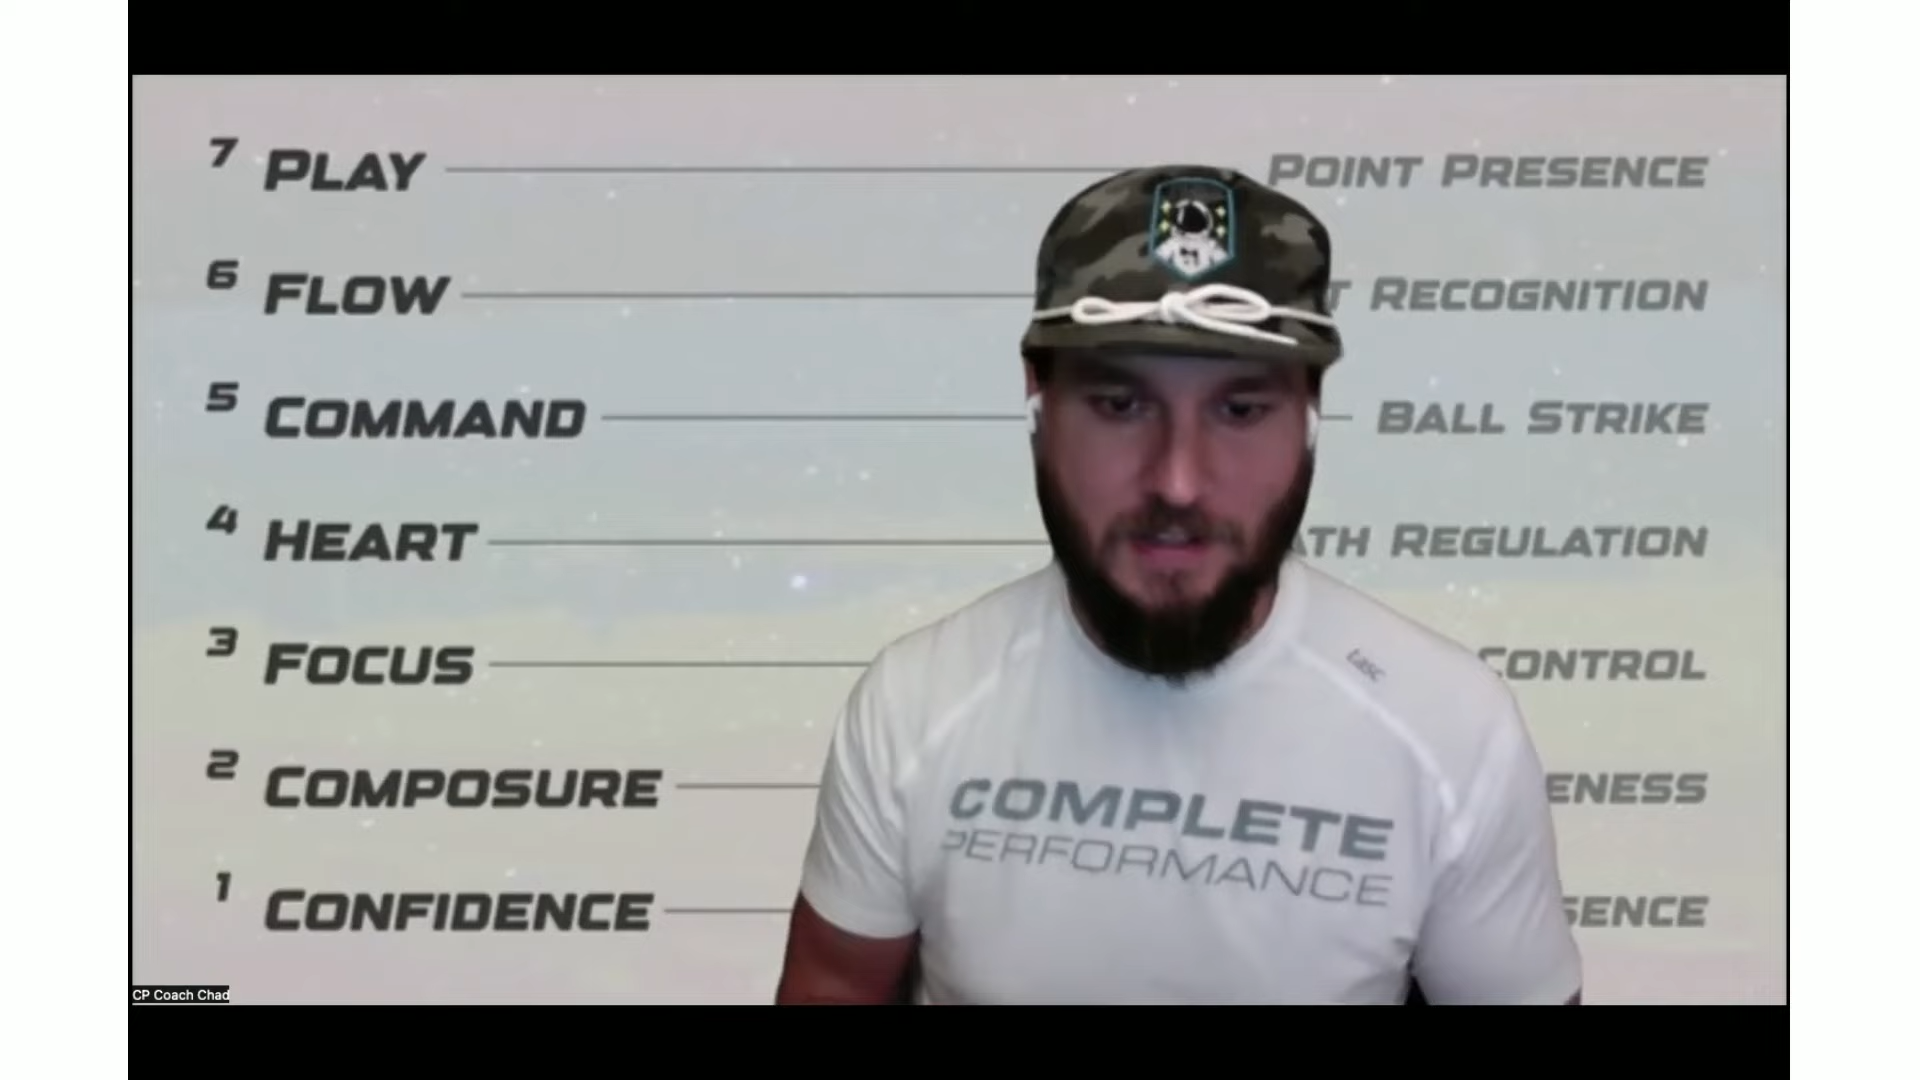 7 PLAY POINT PRESENCE
6 FLOW RECOGNITION
5 COMMAND BALL STRIKE
4 HEART REGULATION
3 FOCUS CONTROL
2 COMPOSURE
1 CONFIDENCE
tasc
COMPLETE
PERFORMANCE
CP Coach Chad